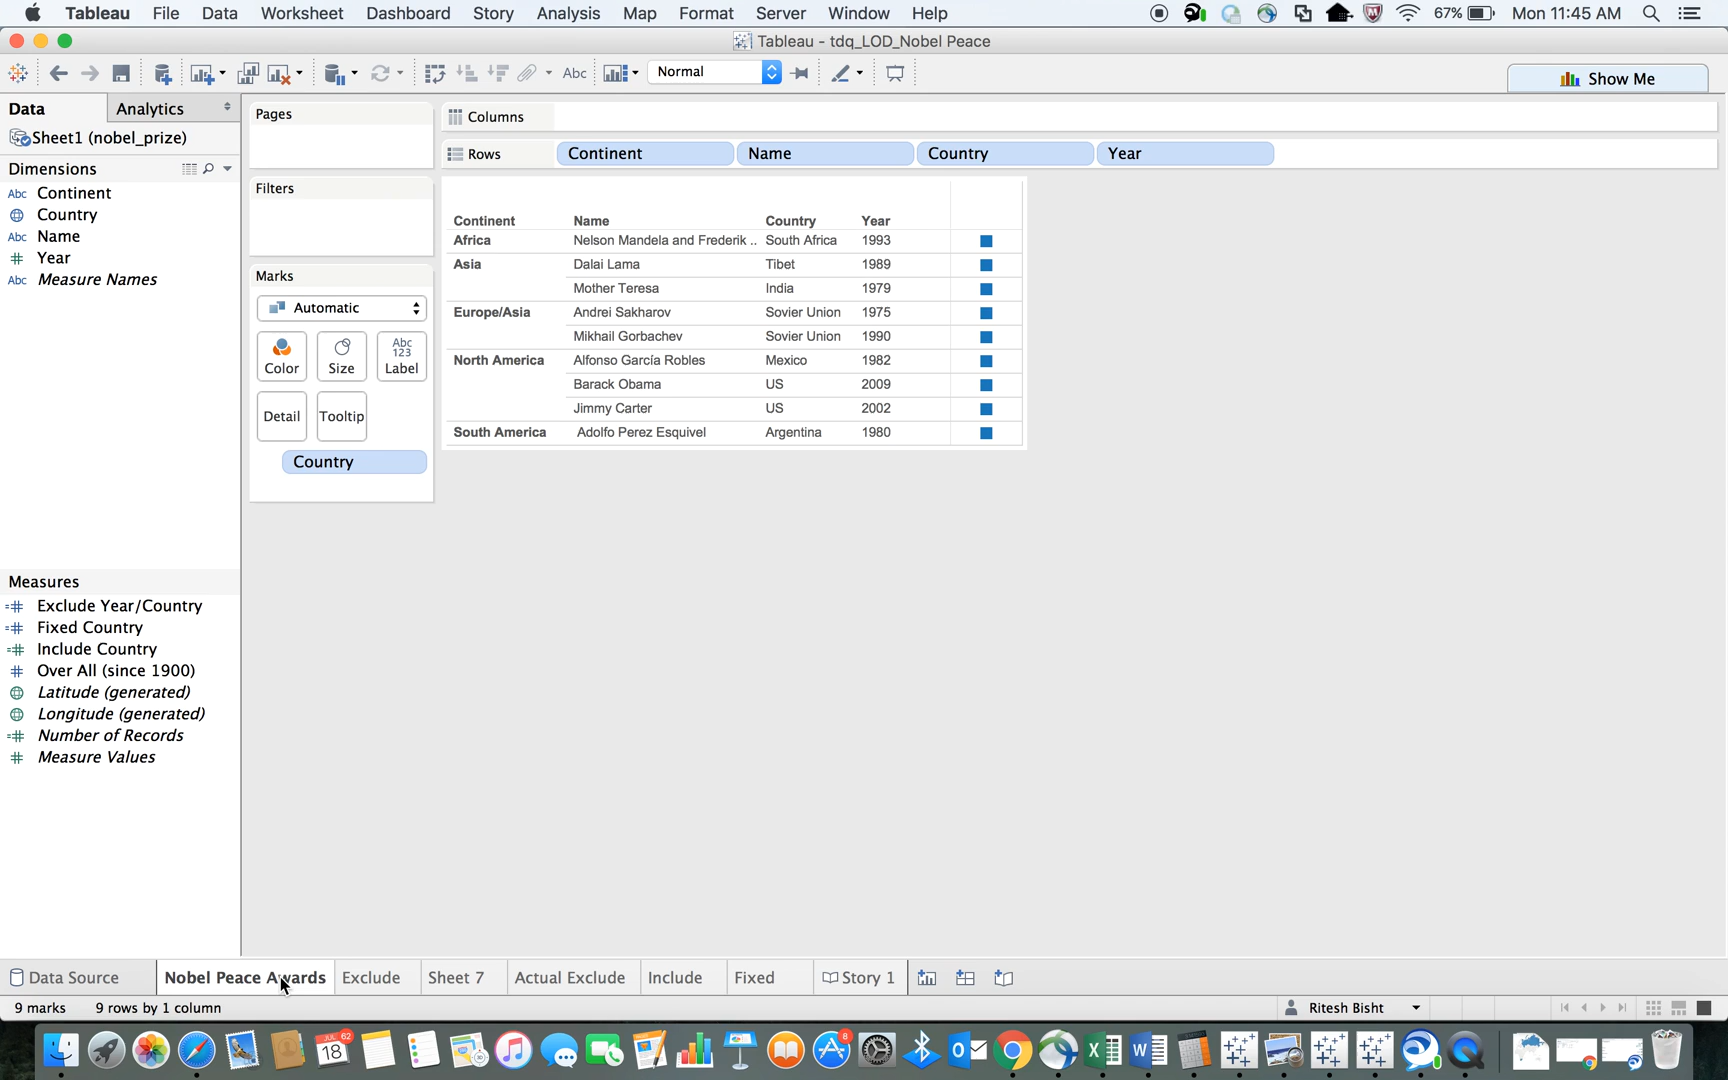 Tableau File Data Worksheet Dashboard Story Analysis Map Format Server Window Help 67% Mon 11:45 AM
Tableau - tdq_LOD_Nobel Peace
Abc Normal Show Me
Data Analytics
Sheet1 (nobel_prize)
Dimensions
Abc Continent
Country
Abc Name
# Year
Abc Measure Names
Measures
=# Exclude Year/Country
=# Fixed Country
=# Include Country
# Over All (since 1900)
Latitude (generated)
Longitude (generated)
=# Number of Records
# Measure Values
Pages
Filters
Marks
Automatic
Color Size Abc 123 Label
Detail Tooltip
Country
Columns
Rows Continent Name Country Year
Continent Name Country Year
Africa Nelson Mandela and Frederik .. South Africa 1993
Asia Dalai Lama Tibet 1989
Mother Teresa India 1979
Europe/Asia Andrei Sakharov Sovier Union 1975
Mikhail Gorbachev Sovier Union 1990
North America Alfonso García Robles Mexico 1982
Barack Obama US 2009
Jimmy Carter US 2002
South America Adolfo Perez Esquivel Argentina 1980
Data Source Nobel Peace Awards Exclude Sheet 7 Actual Exclude Include Fixed Story 1
9 marks 9 rows by 1 column Ritesh Bisht
JUL 18 62 8